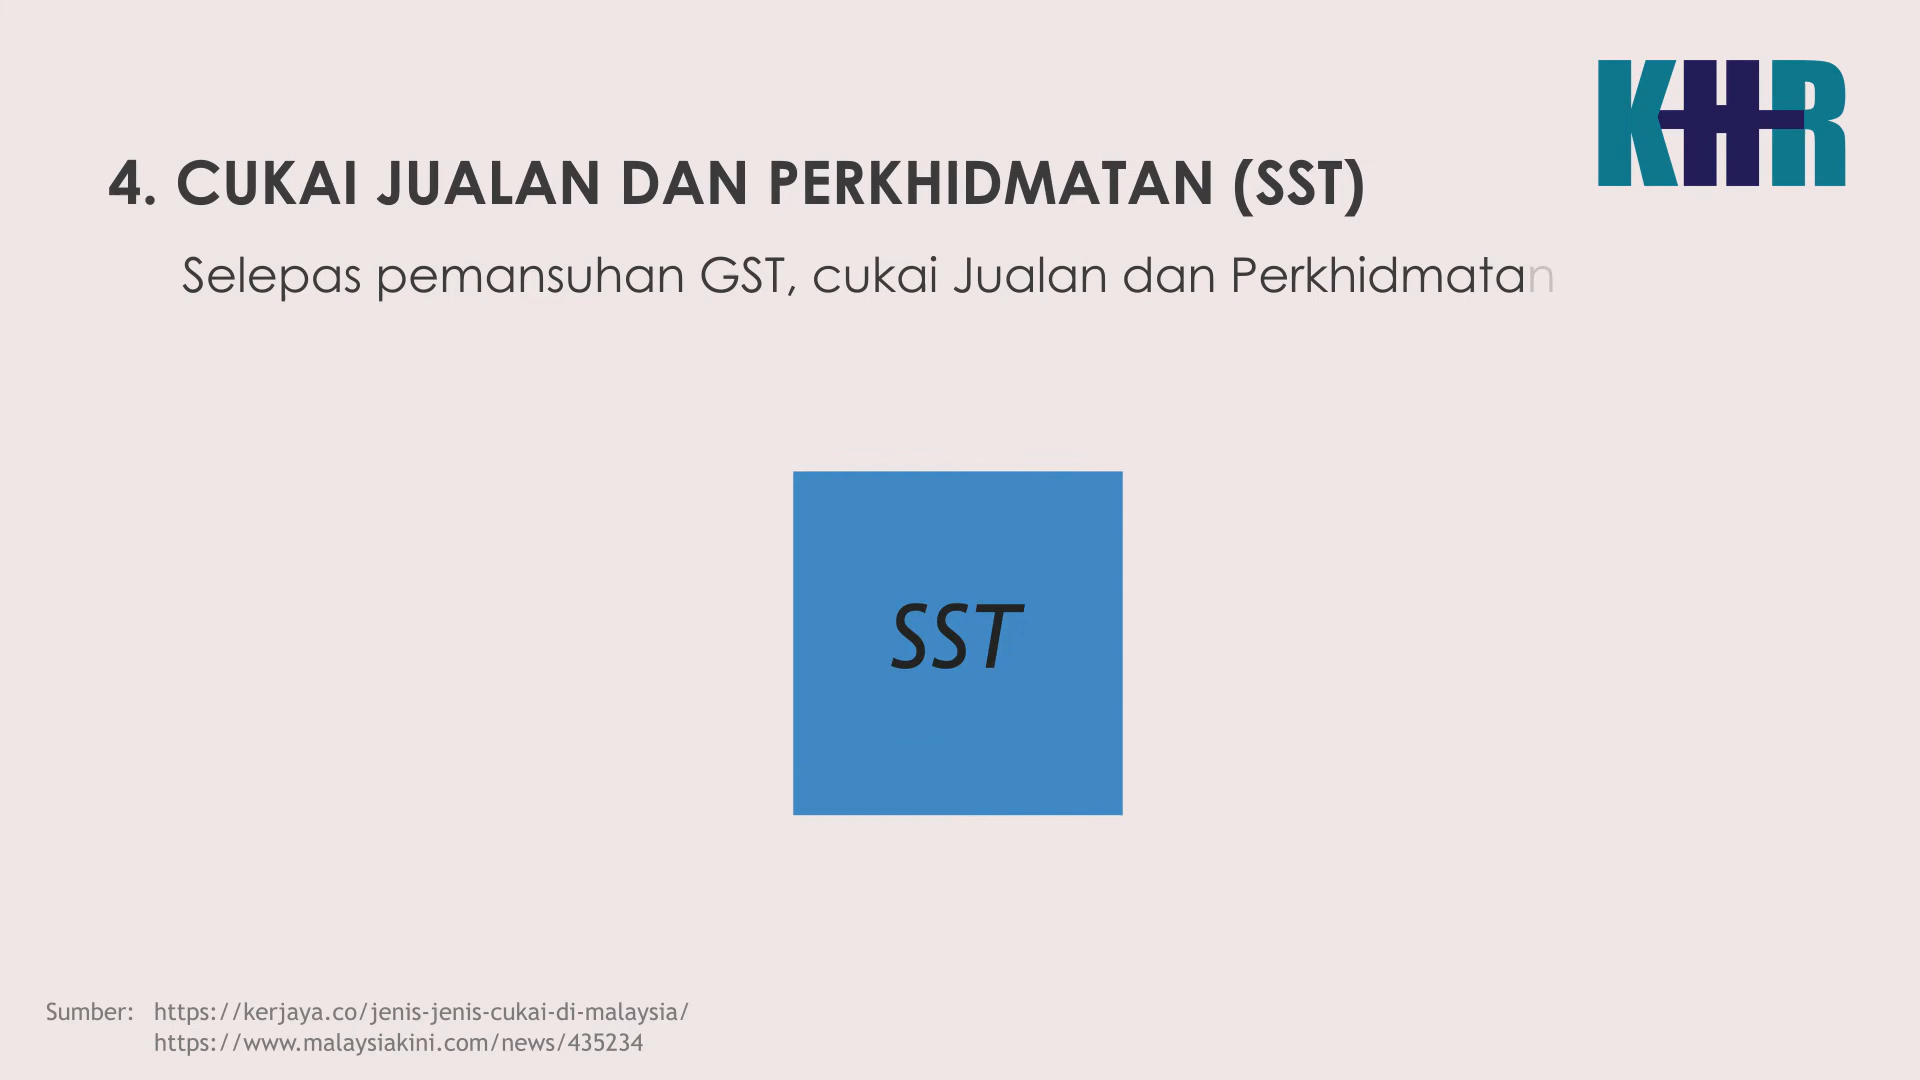 KHR
4. CUKAI JUALAN DAN PERKHIDMATAN (SST)
Selepas pemansuhan GST, cukai Jualan dan Perkhidmatan
SST
Sumber: https://kerjaya.co/jenis-jenis-cukai-di-malaysia/
https://www.malaysiakini.com/news/435234